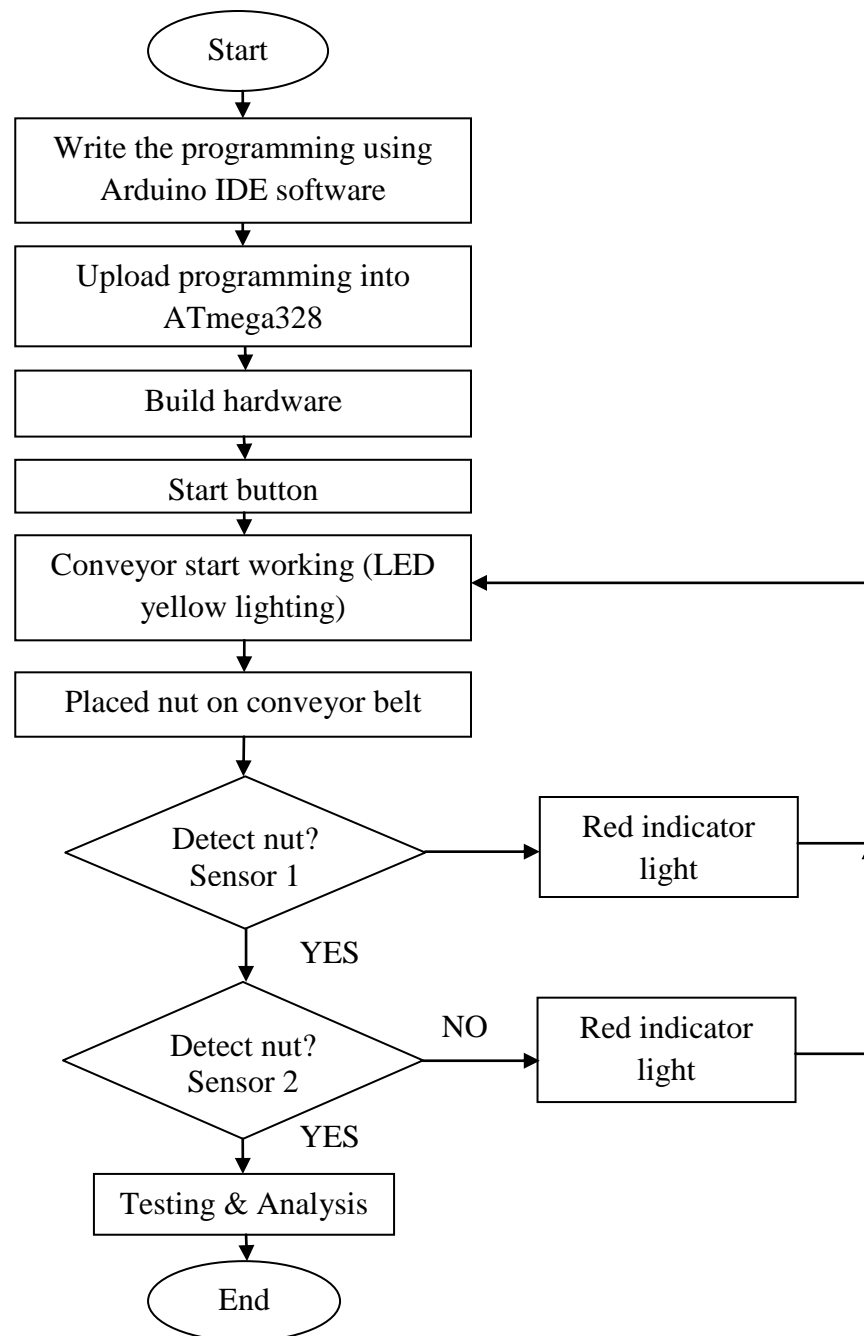 Start
Write the programming using
Arduino IDE software
Upload programming into
ATmega328
Build hardware
Start button
Conveyor start working (LED
yellow lighting)
Placed nut on conveyor belt
Detect nut?
Sensor 1
Red indicator
light
YES
Detect nut?
Sensor 2
NO
Red indicator
light
YES
Testing & Analysis
End